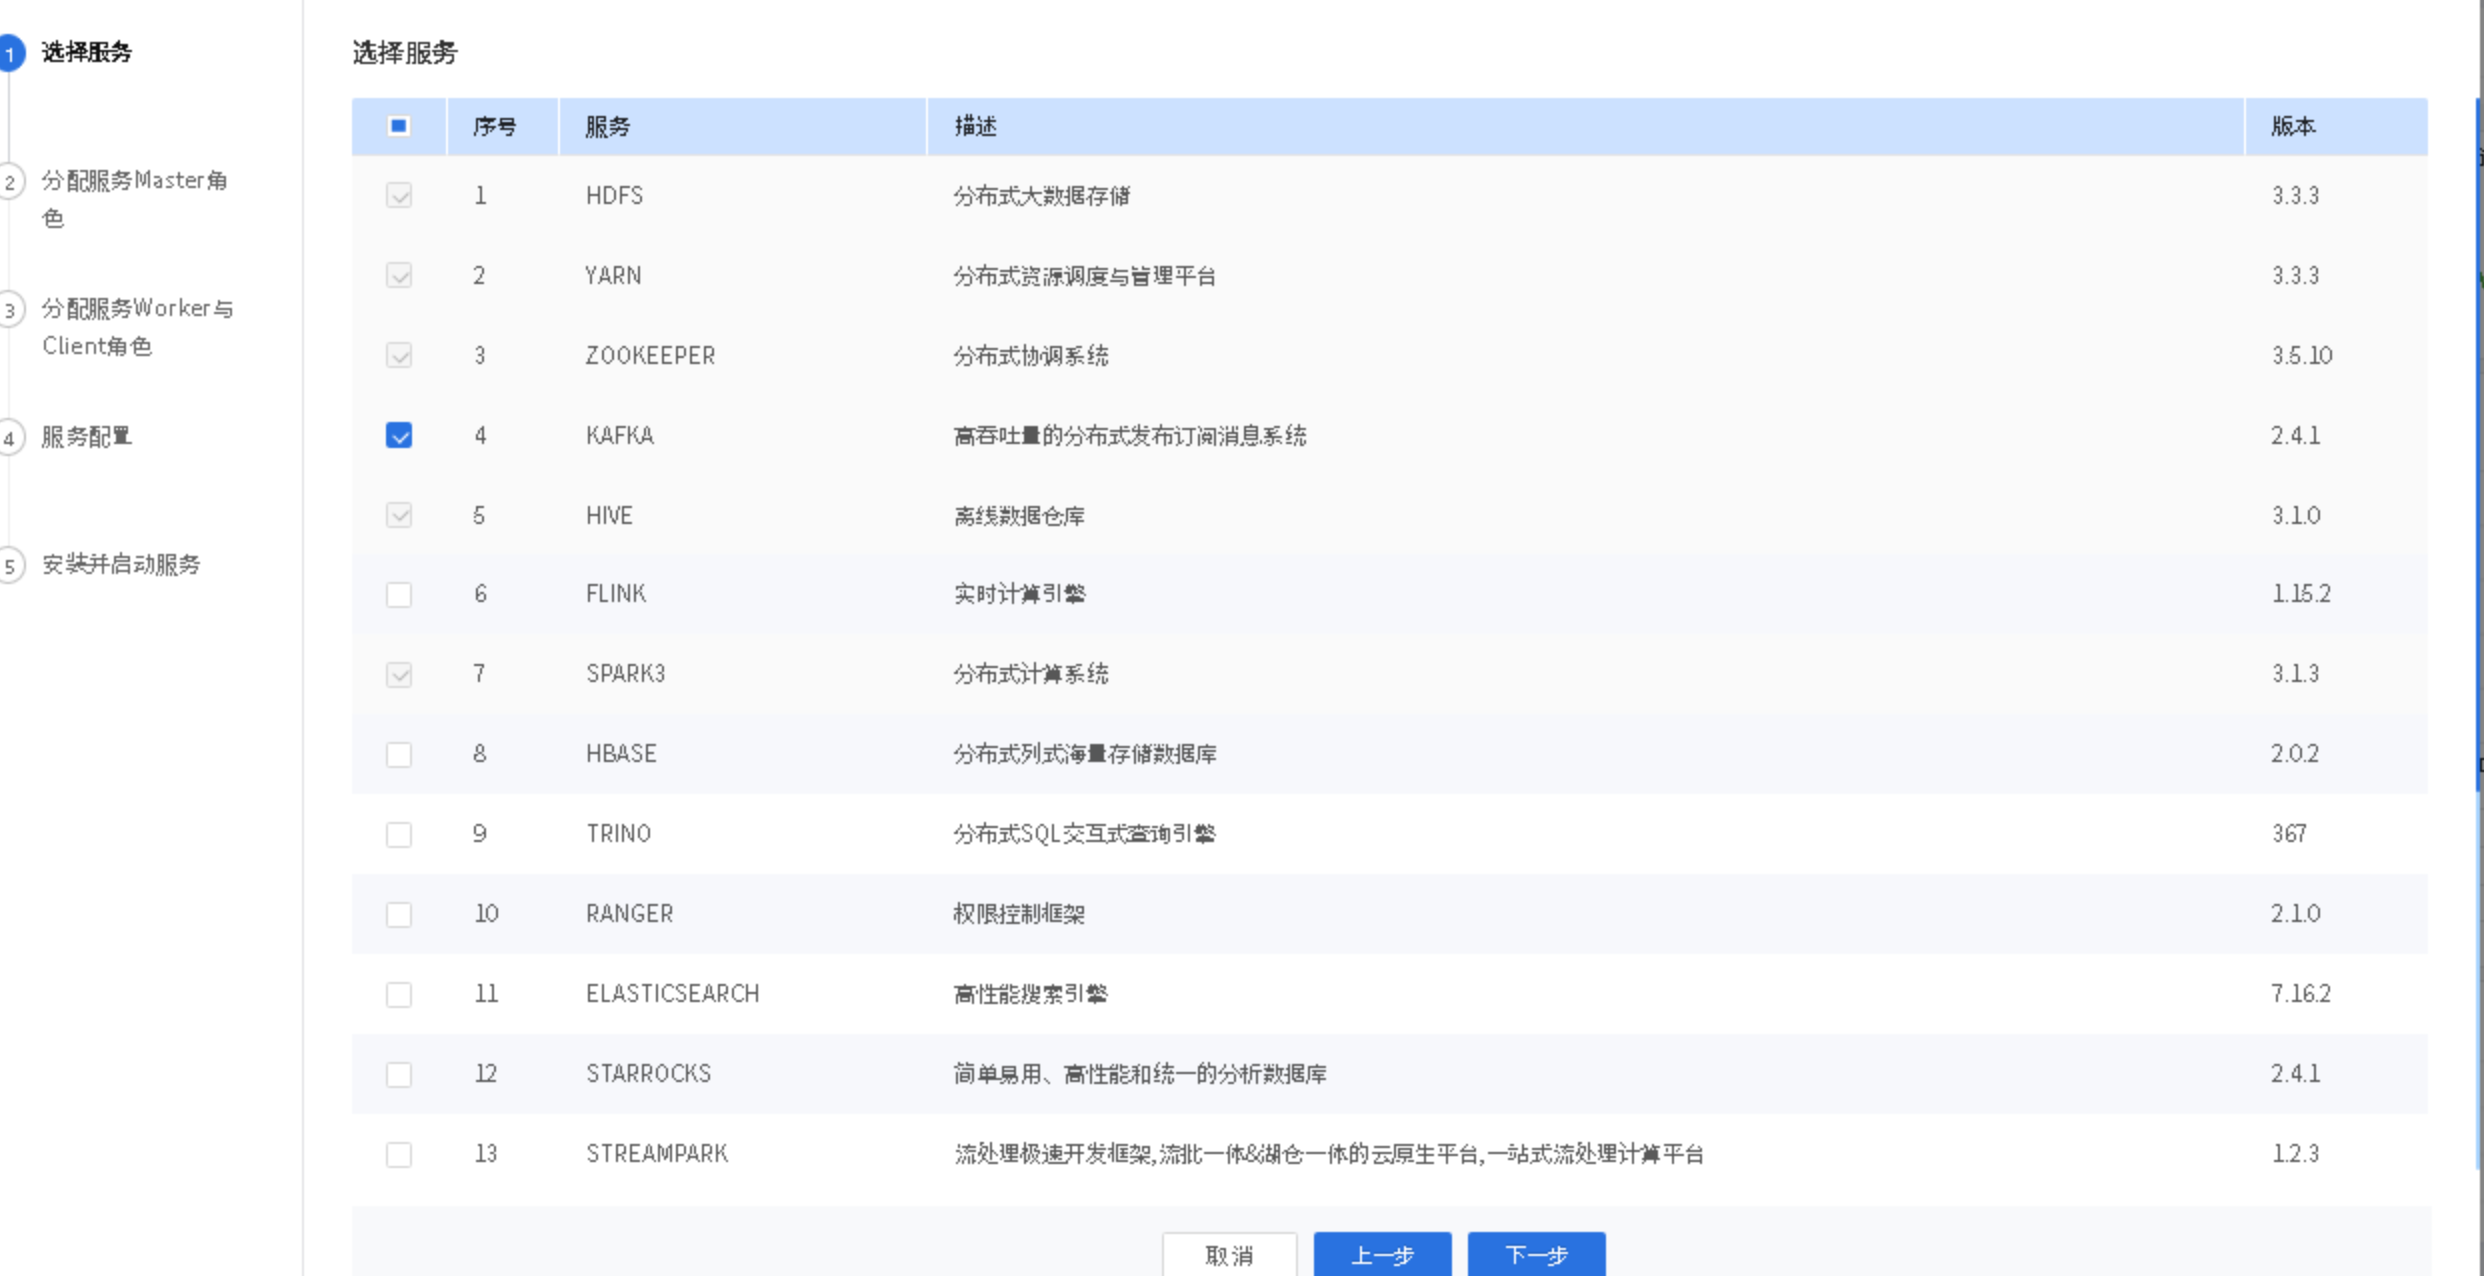 1 选择服务
2 分配服务Master角
色
3 分配服务Worker与
Client角色
4 服务配置
5 安装并启动服务
选择服务
序号 服务 描述 版本
1 HDFS 分布式大数据存储 3.3.3
2 YARN 分布式资源调度与管理平台 3.3.3
3 ZOOKEEPER 分布式协调系统 3.5.10
4 KAFKA 高吞吐量的分布式发布订阅消息系统 2.4.1
5 HIVE 离线数据仓库 3.1.0
6 FLINK 实时计算引擎 1.15.2
7 SPARK3 分布式计算系统 3.1.3
8 HBASE 分布式列式海量存储数据库 2.0.2
9 TRINO 分布式SQL交互式查询引擎 367
10 RANGER 权限控制框架 2.1.0
11 ELASTICSEARCH 高性能搜索引擎 7.16.2
12 STARROCKS 简单易用、高性能和统一的分析数据库 2.4.1
13 STREAMPARK 流处理极速开发框架,流批一体&湖仓一体的云原生平台,一站式流处理计算平台 1.2.3
取消 上一步 下一步